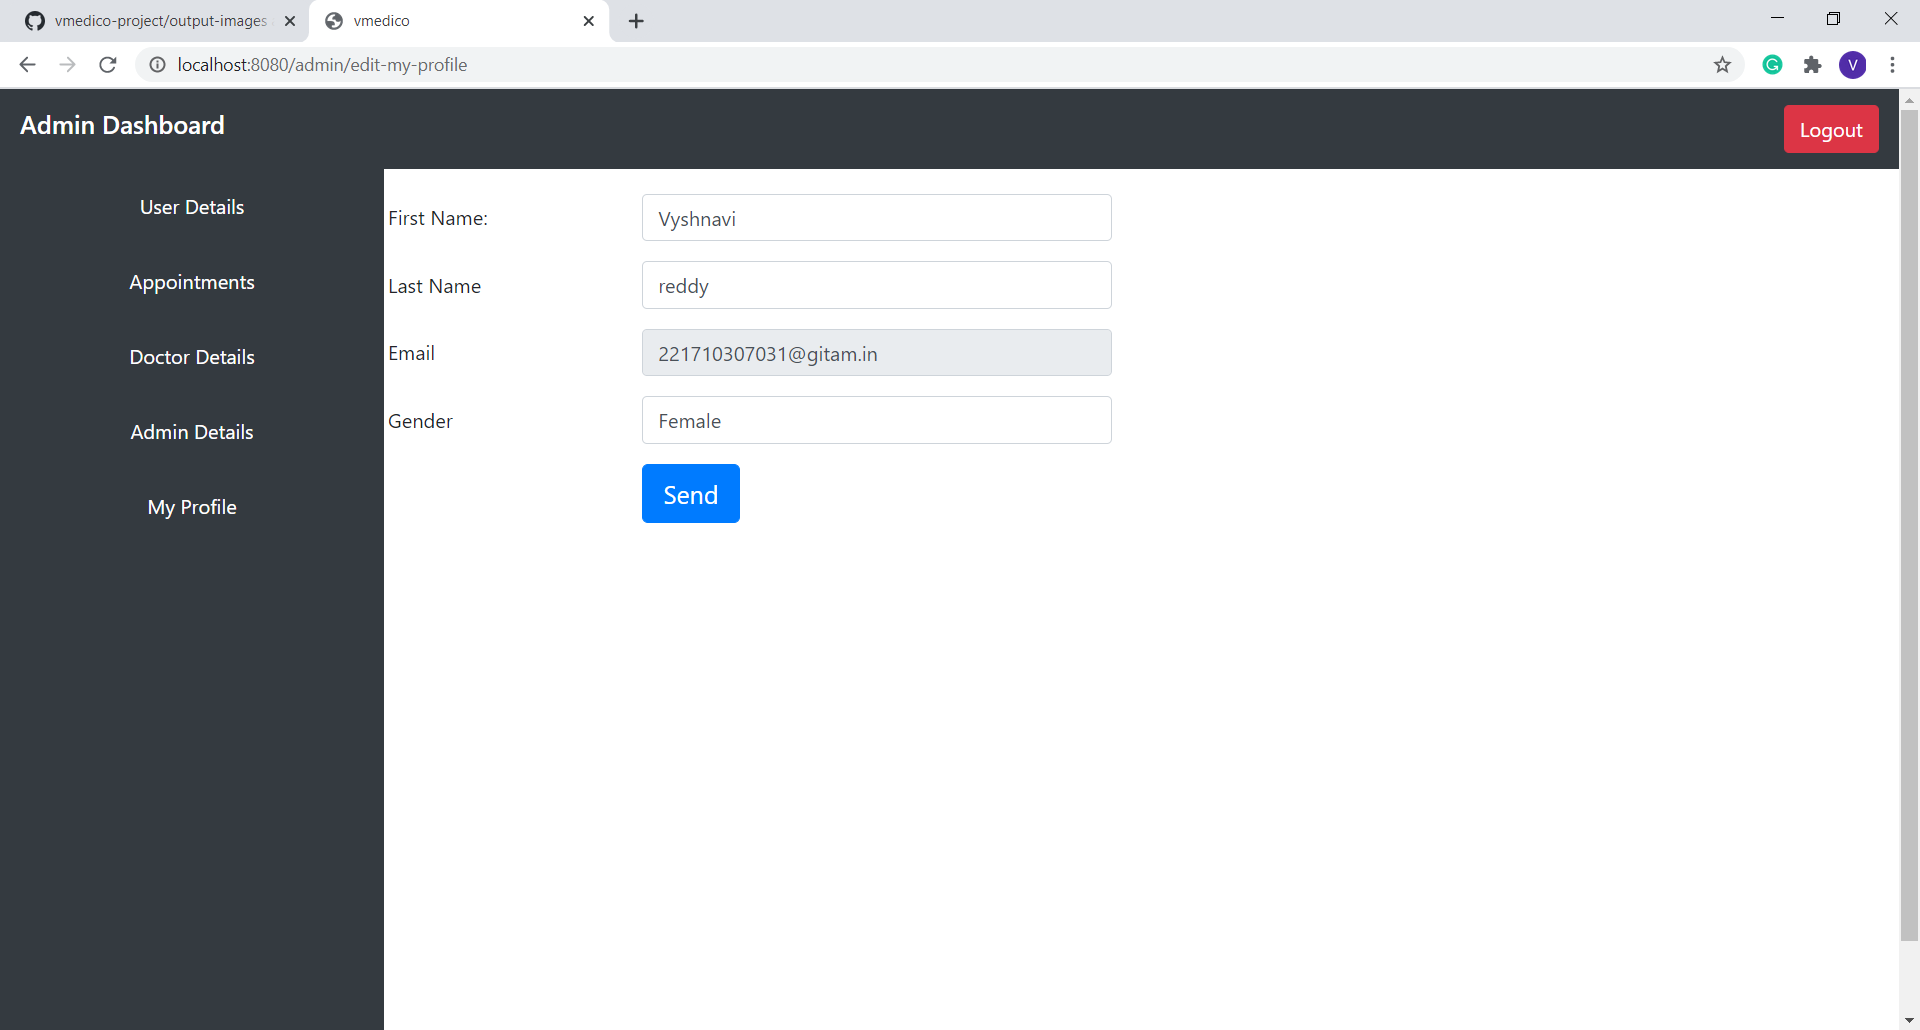 vmedico-project/output-images
vmedico
localhost:8080/admin/edit-my-profile
V
Admin Dashboard
Logout
User Details
Appointments
Doctor Details
Admin Details
My Profile
First Name:
Vyshnavi
Last Name
reddy
Email
221710307031@gitam.in
Gender
Female
Send